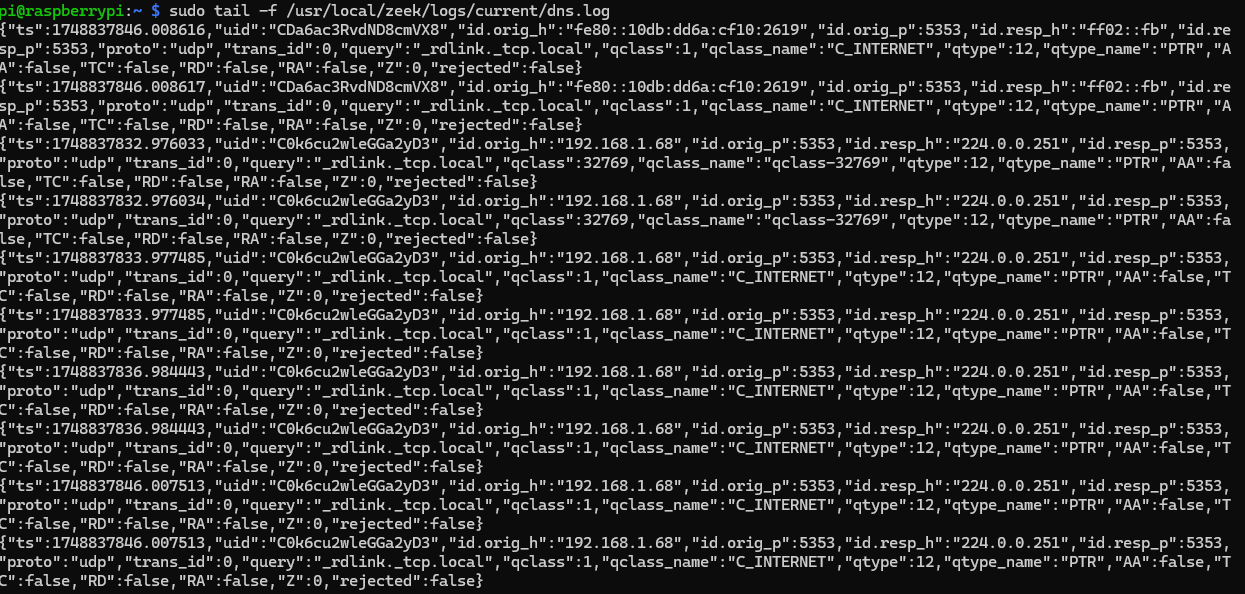 pi@raspberrypi:~ $ sudo tail -f /usr/local/zeek/logs/current/dns.log
{"ts":1748837846.008616,"uid":"CDa6ac3RvdND8cmVX8","id.orig_h":"fe80::10db:dd6a:cf10:2619","id.orig_p":5353,"id.resp_h":"ff02::fb","id.re
sp_p":5353,"proto":"udp","trans_id":0,"query":"_rdlink._tcp.local","qclass":1,"qclass_name":"C_INTERNET","qtype":12,"qtype_name":"PTR","A
A":false,"TC":false,"RD":false,"RA":false,"Z":0,"rejected":false}
{"ts":1748837846.008617,"uid":"CDa6ac3RvdND8cmVX8","id.orig_h":"fe80::10db:dd6a:cf10:2619","id.orig_p":5353,"id.resp_h":"ff02::fb","id.re
sp_p":5353,"proto":"udp","trans_id":0,"query":"_rdlink._tcp.local","qclass":1,"qclass_name":"C_INTERNET","qtype":12,"qtype_name":"PTR","A
A":false,"TC":false,"RD":false,"RA":false,"Z":0,"rejected":false}
{"ts":1748837832.976033,"uid":"C0k6cu2wleGGa2yD3","id.orig_h":"192.168.1.68","id.orig_p":5353,"id.resp_h":"224.0.0.251","id.resp_p":5353,
"proto":"udp","trans_id":0,"query":"_rdlink._tcp.local","qclass":32769,"qclass_name":"qclass-32769","qtype":12,"qtype_name":"PTR","AA":fa
lse,"TC":false,"RD":false,"RA":false,"Z":0,"rejected":false}
{"ts":1748837832.976034,"uid":"C0k6cu2wleGGa2yD3","id.orig_h":"192.168.1.68","id.orig_p":5353,"id.resp_h":"224.0.0.251","id.resp_p":5353,
"proto":"udp","trans_id":0,"query":"_rdlink._tcp.local","qclass":32769,"qclass_name":"qclass-32769","qtype":12,"qtype_name":"PTR","AA":fa
lse,"TC":false,"RD":false,"RA":false,"Z":0,"rejected":false}
{"ts":1748837833.977485,"uid":"C0k6cu2wleGGa2yD3","id.orig_h":"192.168.1.68","id.orig_p":5353,"id.resp_h":"224.0.0.251","id.resp_p":5353,
"proto":"udp","trans_id":0,"query":"_rdlink._tcp.local","qclass":1,"qclass_name":"C_INTERNET","qtype":12,"qtype_name":"PTR","AA":false,"T
C":false,"RD":false,"RA":false,"Z":0,"rejected":false}
{"ts":1748837833.977485,"uid":"C0k6cu2wleGGa2yD3","id.orig_h":"192.168.1.68","id.orig_p":5353,"id.resp_h":"224.0.0.251","id.resp_p":5353,
"proto":"udp","trans_id":0,"query":"_rdlink._tcp.local","qclass":1,"qclass_name":"C_INTERNET","qtype":12,"qtype_name":"PTR","AA":false,"T
C":false,"RD":false,"RA":false,"Z":0,"rejected":false}
{"ts":1748837836.984443,"uid":"C0k6cu2wleGGa2yD3","id.orig_h":"192.168.1.68","id.orig_p":5353,"id.resp_h":"224.0.0.251","id.resp_p":5353,
"proto":"udp","trans_id":0,"query":"_rdlink._tcp.local","qclass":1,"qclass_name":"C_INTERNET","qtype":12,"qtype_name":"PTR","AA":false,"T
C":false,"RD":false,"RA":false,"Z":0,"rejected":false}
{"ts":1748837836.984443,"uid":"C0k6cu2wleGGa2yD3","id.orig_h":"192.168.1.68","id.orig_p":5353,"id.resp_h":"224.0.0.251","id.resp_p":5353,
"proto":"udp","trans_id":0,"query":"_rdlink._tcp.local","qclass":1,"qclass_name":"C_INTERNET","qtype":12,"qtype_name":"PTR","AA":false,"T
C":false,"RD":false,"RA":false,"Z":0,"rejected":false}
{"ts":1748837846.007513,"uid":"C0k6cu2wleGGa2yD3","id.orig_h":"192.168.1.68","id.orig_p":5353,"id.resp_h":"224.0.0.251","id.resp_p":5353,
"proto":"udp","trans_id":0,"query":"_rdlink._tcp.local","qclass":1,"qclass_name":"C_INTERNET","qtype":12,"qtype_name":"PTR","AA":false,"T
C":false,"RD":false,"RA":false,"Z":0,"rejected":false}
{"ts":1748837846.007513,"uid":"C0k6cu2wleGGa2yD3","id.orig_h":"192.168.1.68","id.orig_p":5353,"id.resp_h":"224.0.0.251","id.resp_p":5353,
"proto":"udp","trans_id":0,"query":"_rdlink._tcp.local","qclass":1,"qclass_name":"C_INTERNET","qtype":12,"qtype_name":"PTR","AA":false,"T
C":false,"RD":false,"RA":false,"Z":0,"rejected":false}